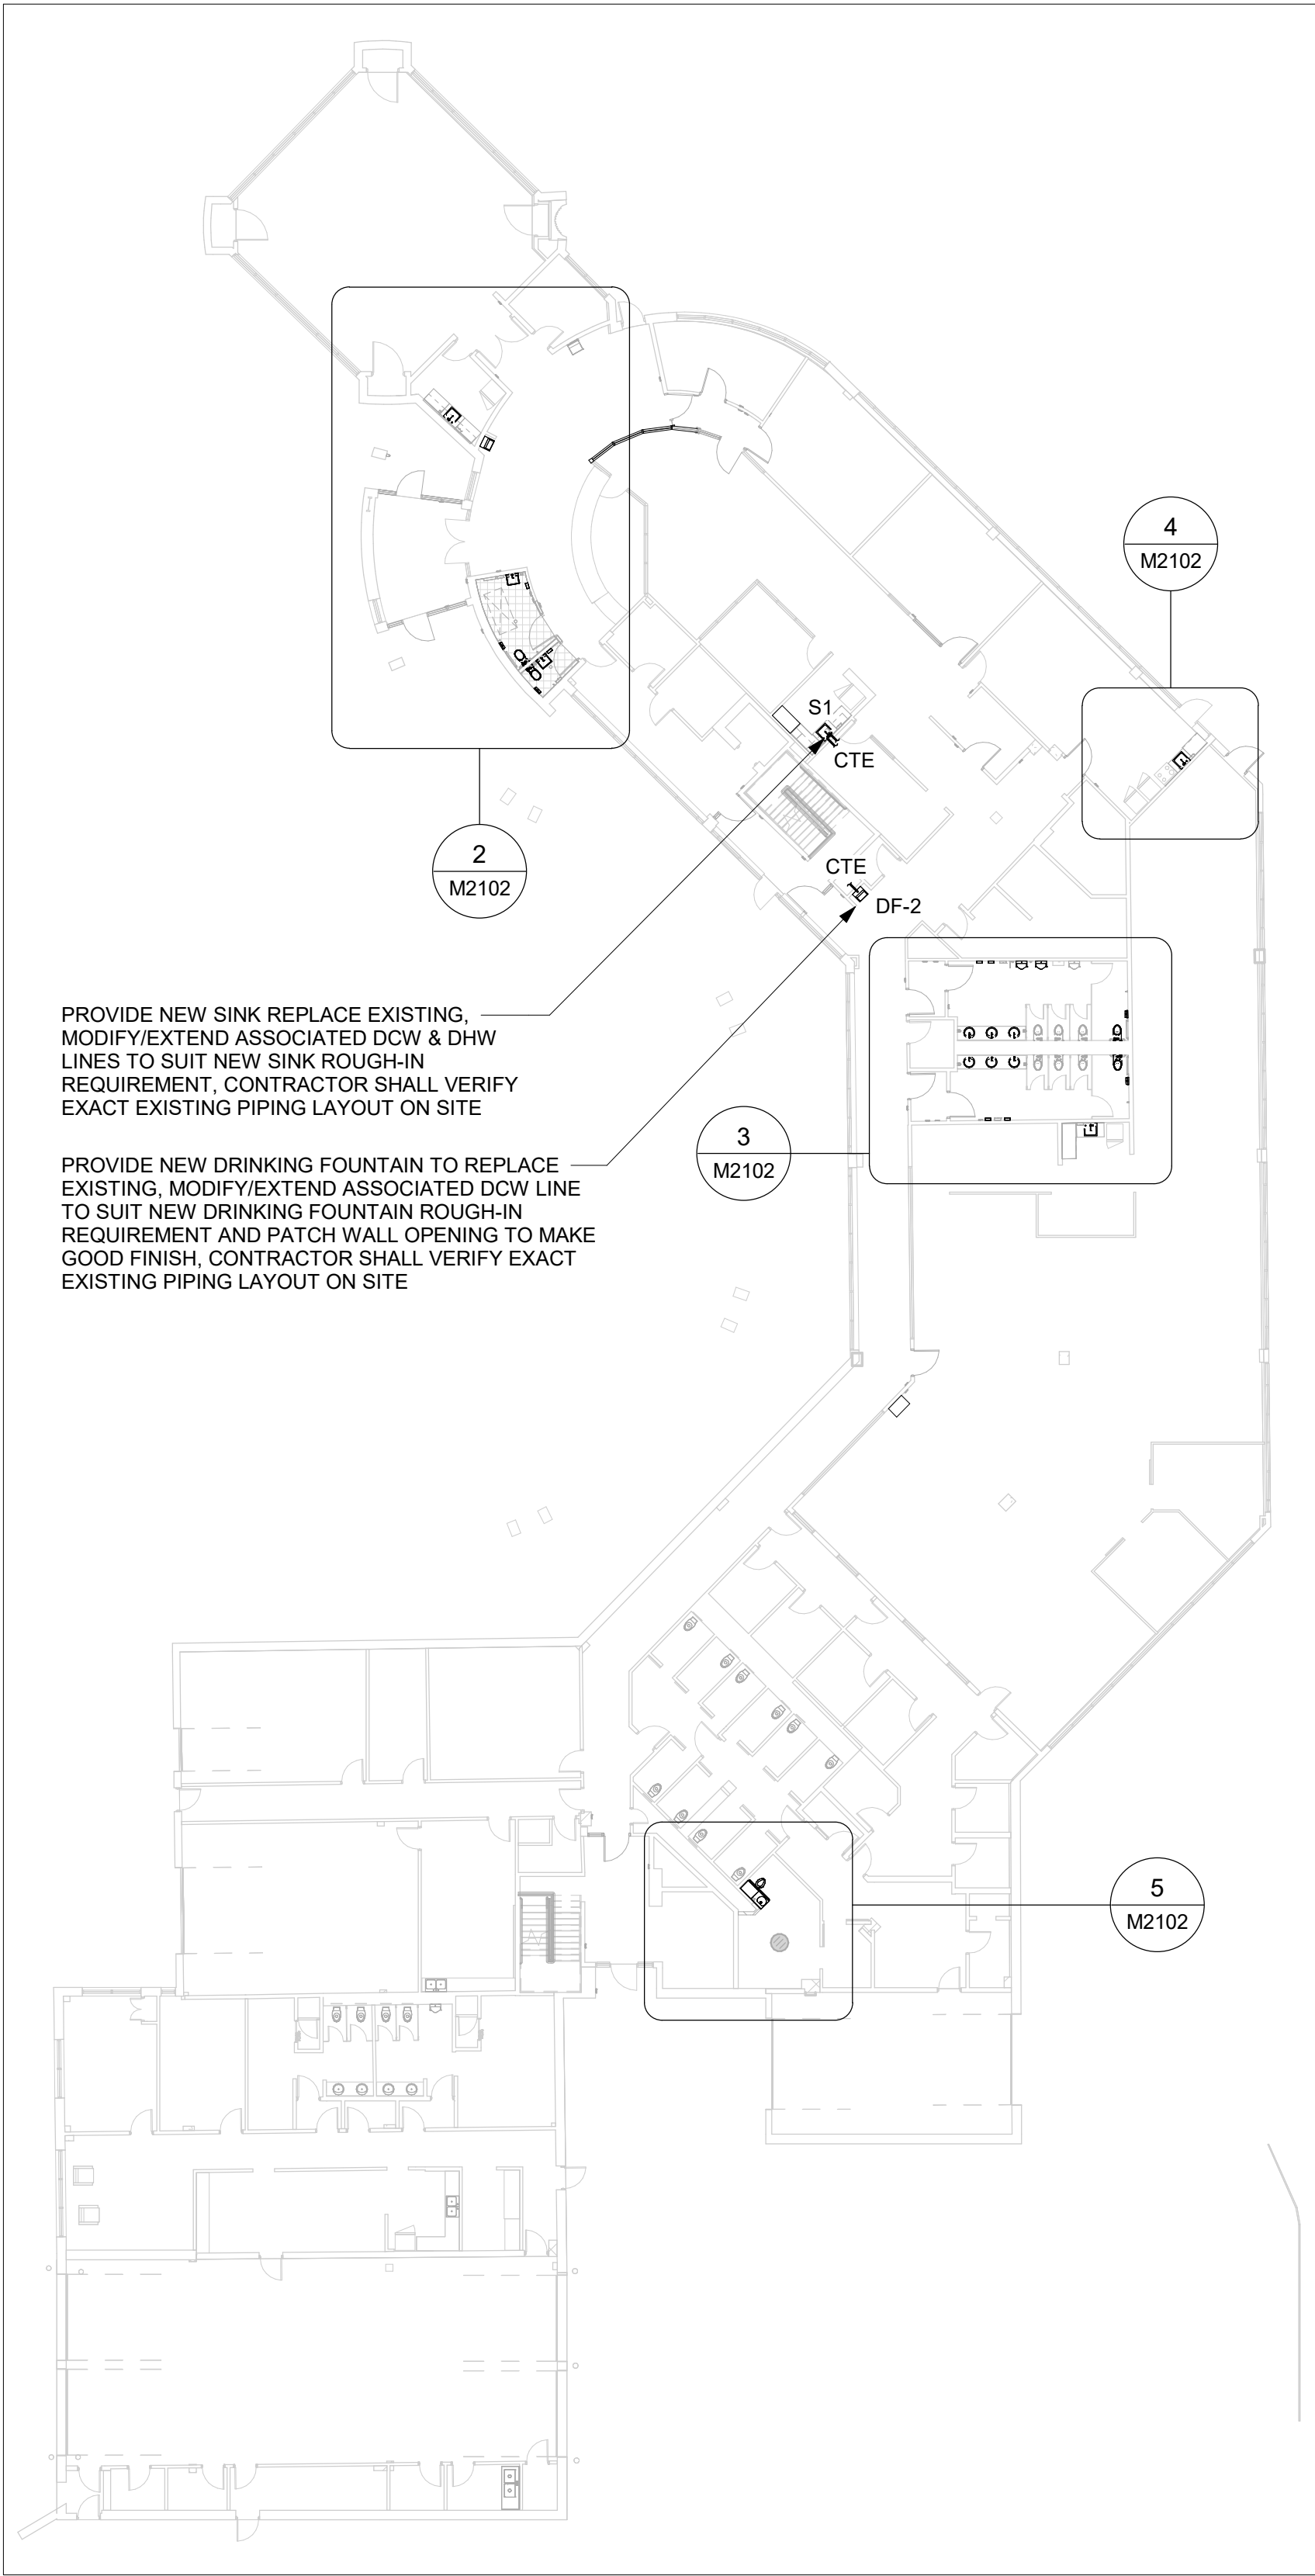 4
M2102
S1
CTE
2
M2102
CTE
DF-2
PROVIDE NEW SINK REPLACE EXISTING,
MODIFY/EXTEND ASSOCIATED DCW & DHW
LINES TO SUIT NEW SINK ROUGH-IN
REQUIREMENT, CONTRACTOR SHALL VERIFY
EXACT EXISTING PIPING LAYOUT ON SITE
3
M2102
PROVIDE NEW DRINKING FOUNTAIN TO REPLACE
EXISTING, MODIFY/EXTEND ASSOCIATED DCW LINE
TO SUIT NEW DRINKING FOUNTAIN ROUGH-IN
REQUIREMENT AND PATCH WALL OPENING TO MAKE
GOOD FINISH, CONTRACTOR SHALL VERIFY EXACT
EXISTING PIPING LAYOUT ON SITE
5
M2102